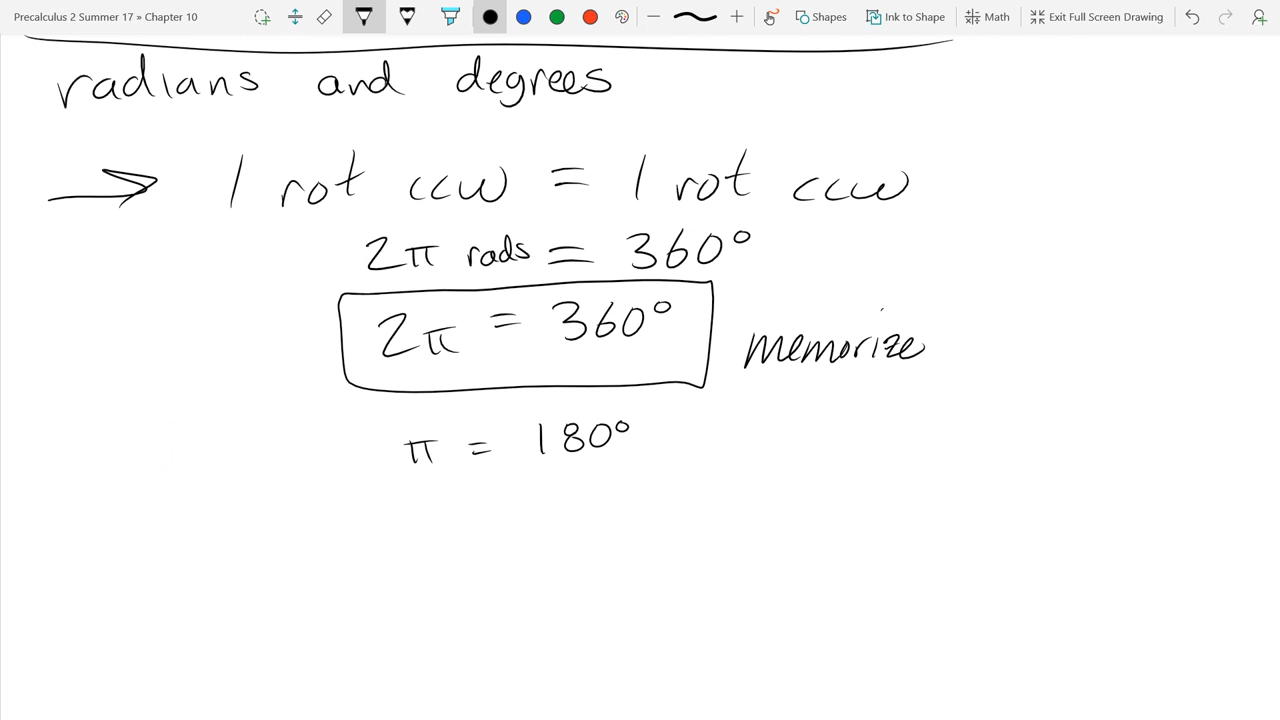 Precalculus 2 Summer 17 » Chapter 10 Shapes Ink to Shape Math Exit Full Screen Drawing
radians and degrees
→ 1 rot ccw = 1 rot ccw
2π rads = 360°
2π = 360°
memorize
π = 180°